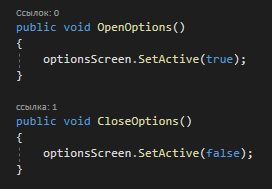 Ссылок: 0
public void OpenOptions()
{
optionsScreen.SetActive(true);
}
ссылка: 1
public void CloseOptions()
{
optionsScreen.SetActive(false);
}